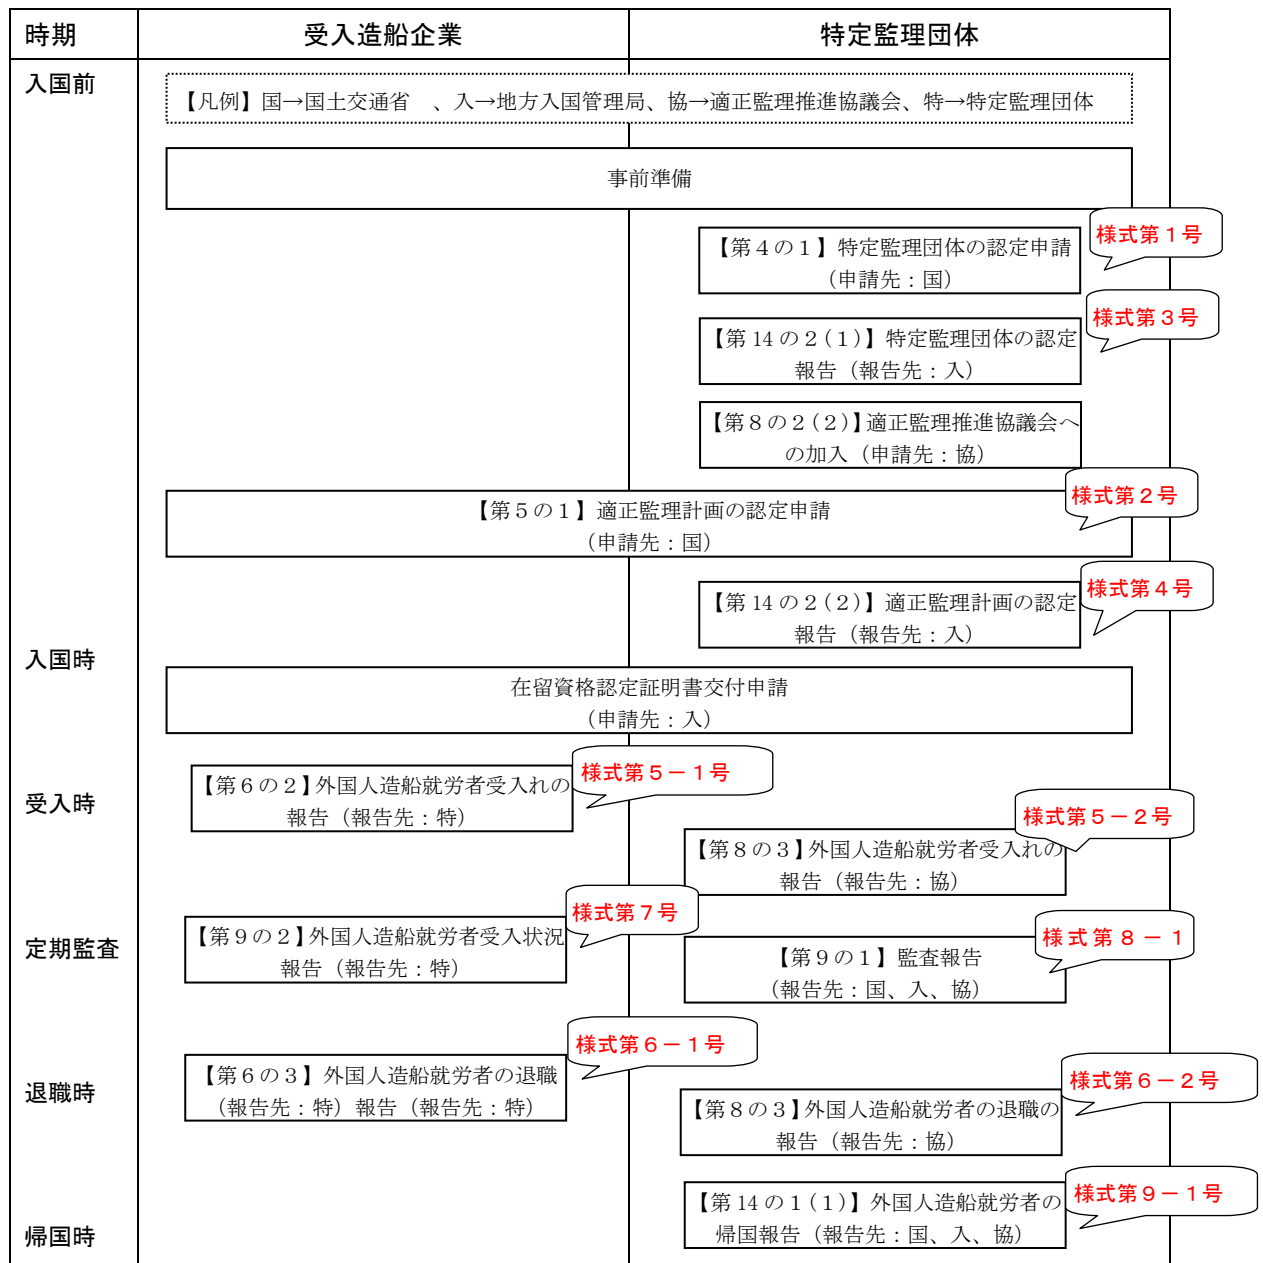 時期
受入造船企業
特定監理団体
入国前
【凡例】国→国土交通省　、入→地方入国管理局、協→適正監理推進協議会、特→特定監理団体
事前準備
様式第１号
【第４の１】特定監理団体の認定申請
（申請先：国）
様式第３号
【第 14 の２(１)】特定監理団体の認定
報告（報告先：入）
【第８の２(２)】適正監理推進協議会へ
の加入（申請先：協）
様式第２号
【第５の１】適正監理計画の認定申請
（申請先：国）
様式第４号
【第 14 の２(２)】適正監理計画の認定
報告（報告先：入）
入国時
在留資格認定証明書交付申請
（申請先：入）
受入時
様式第５－１号
【第６の２】外国人造船就労者受入れの
報告（報告先：特）
様式第５－２号
【第８の３】外国人造船就労者受入れの
報告（報告先：協）
定期監査
様式第７号
【第９の２】外国人造船就労者受入状況
報告（報告先：特）
様式第８－１
【第９の１】監査報告
（報告先：国、入、協）
退職時
様式第６－１号
【第６の３】外国人造船就労者の退職
（報告先：特）報告（報告先：特）
様式第６－２号
【第８の３】外国人造船就労者の退職の
報告（報告先：協）
帰国時
様式第９－１号
【第 14 の１(１)】外国人造船就労者の
帰国報告（報告先：国、入、協）